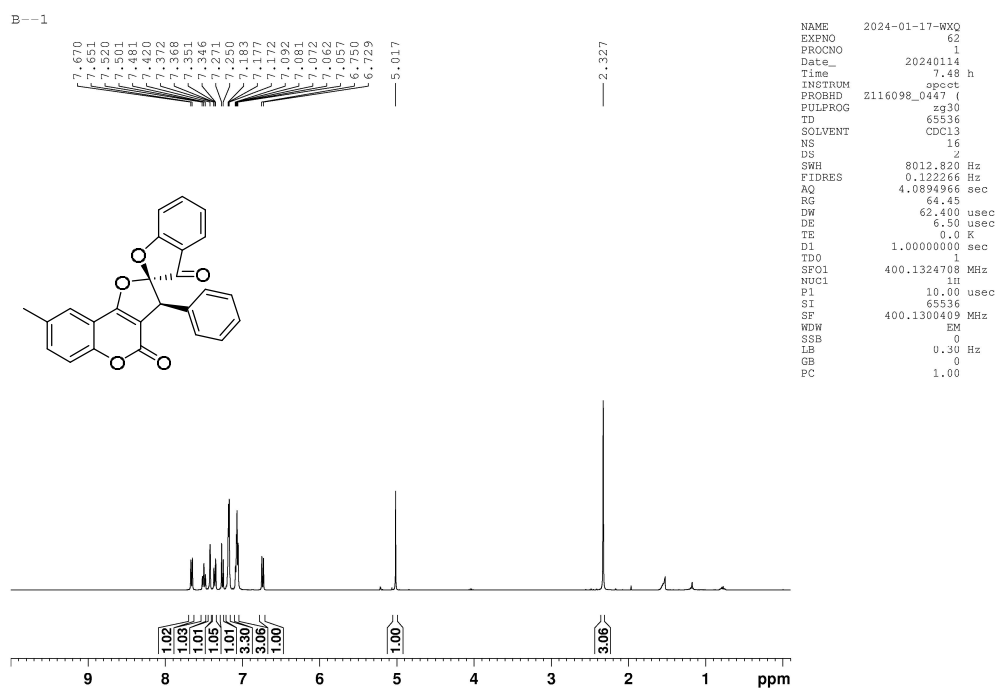 B--1
7.670
7.651
7.520
7.501
7.481
7.420
7.372
7.368
7.351
7.346
7.271
7.250
7.183
7.177
7.172
7.092
7.081
7.072
7.062
7.057
6.750
6.729
5.017
2.327
NAME 2024-01-17-WXQ
EXPNO 62
PROCNO 1
Date_ 20240114
Time 7.48 h
INSTRUM spect
PROBHD Z116098_0447 (
PULPROG zg30
TD 65536
SOLVENT CDCl3
NS 16
DS 2
SWH 8012.820 Hz
FIDRES 0.122266 Hz
AQ 4.0894966 sec
RG 64.45
DW 62.400 usec
DE 6.50 usec
TE 0.0 K
D1 1.00000000 sec
TD0 1
SFO1 400.1324708 MHz
NUC1 1H
P1 10.00 usec
SI 65536
SF 400.1300409 MHz
WDW EM
SSB 0
LB 0.30 Hz
GB 0
PC 1.00
O
O
O
O
O
1.02
1.03
1.01
1.05
1.01
3.30
3.06
1.00
1.00
3.06
9 8 7 6 5 4 3 2 1 ppm